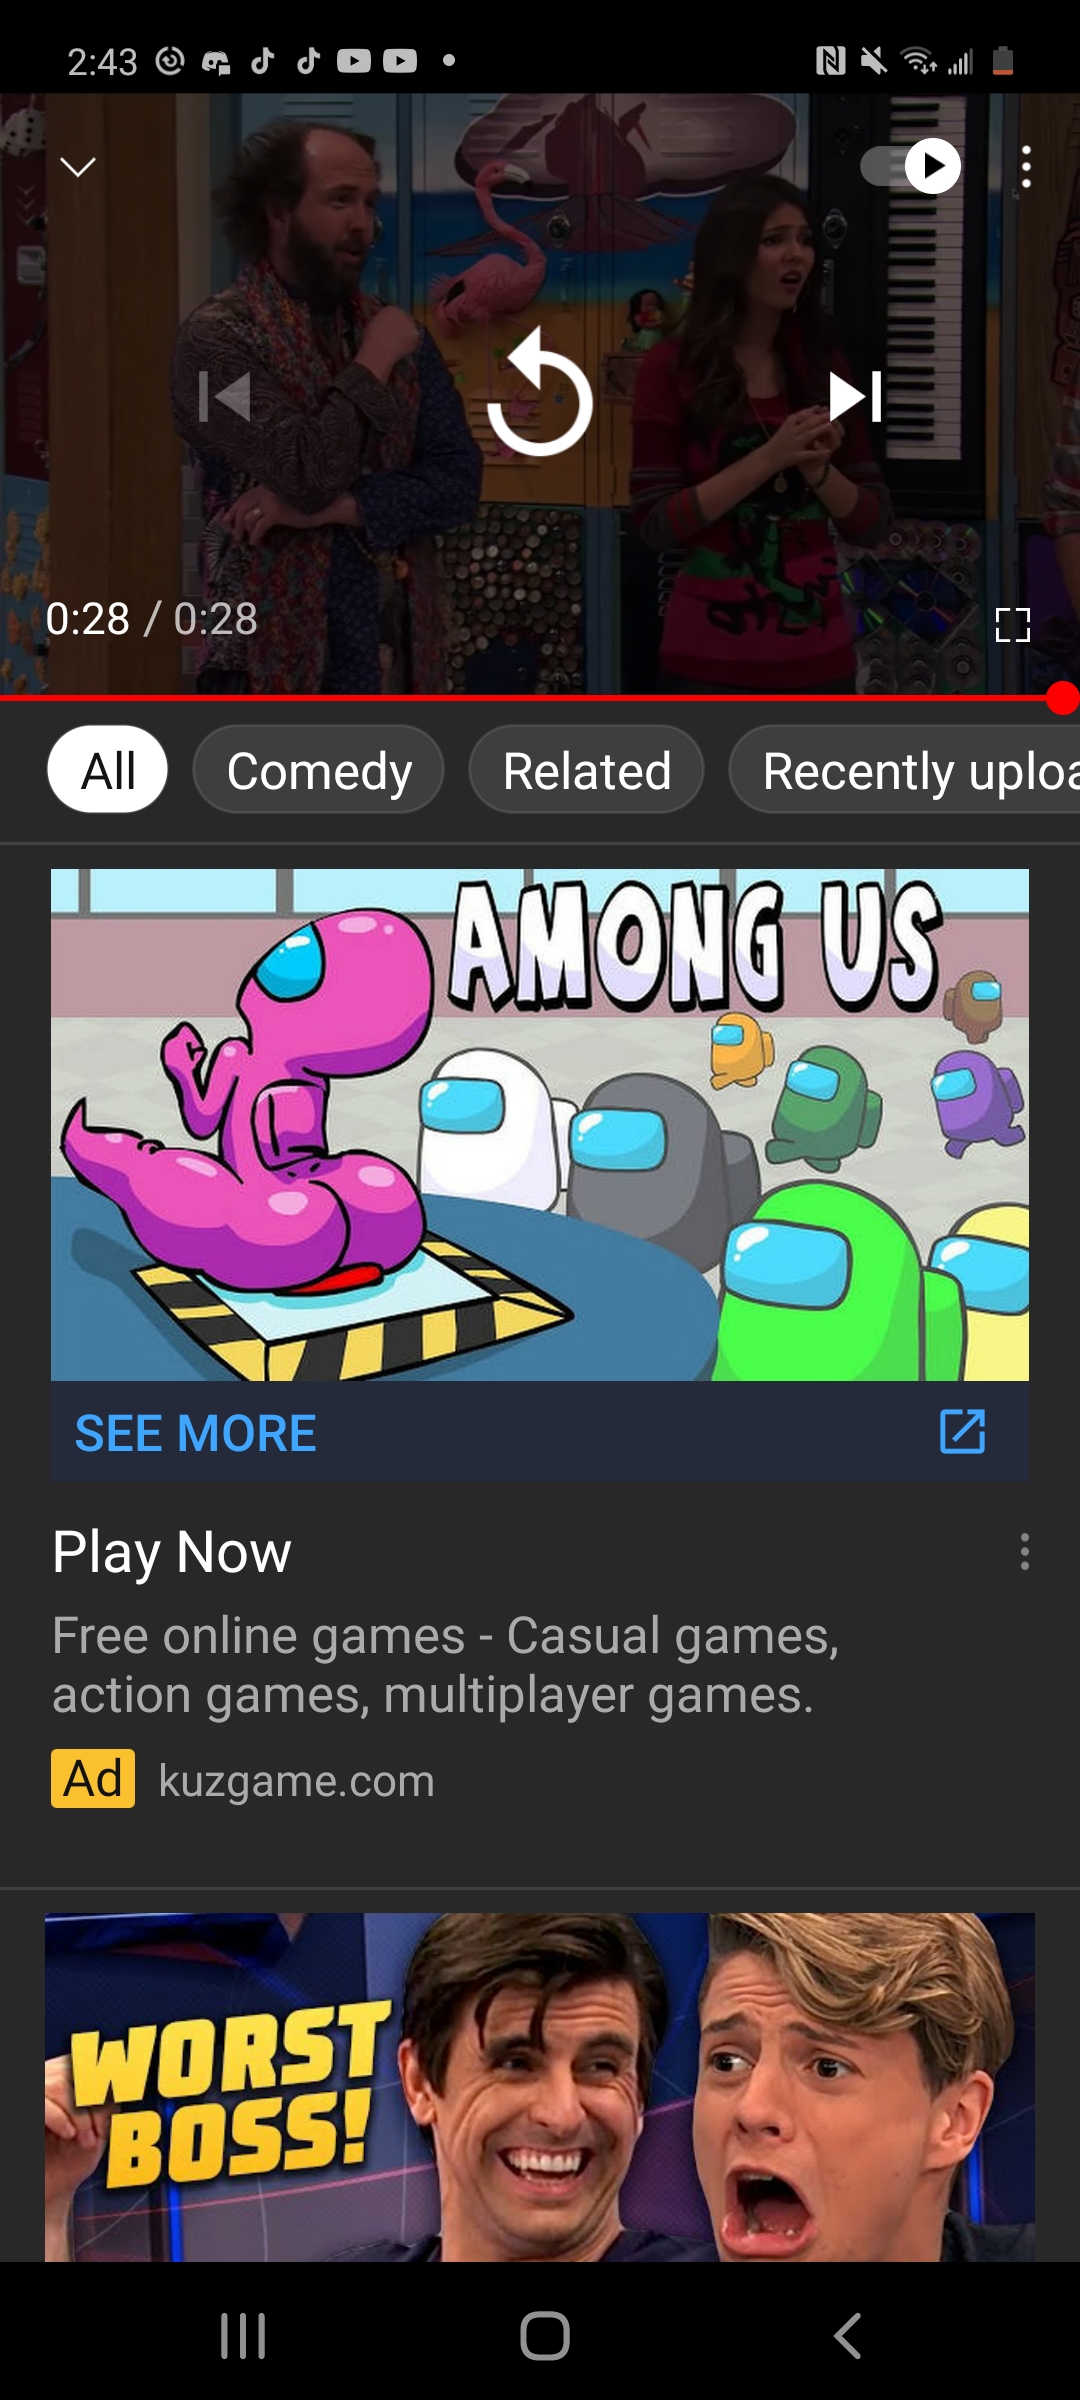 2:43
0:28 / 0:28
All
Comedy
Related
Recently uploa
AMONG US
SEE MORE
Play Now
Free online games - Casual games,
action games, multiplayer games.
Ad
kuzgame.com
WORST
BOSS!